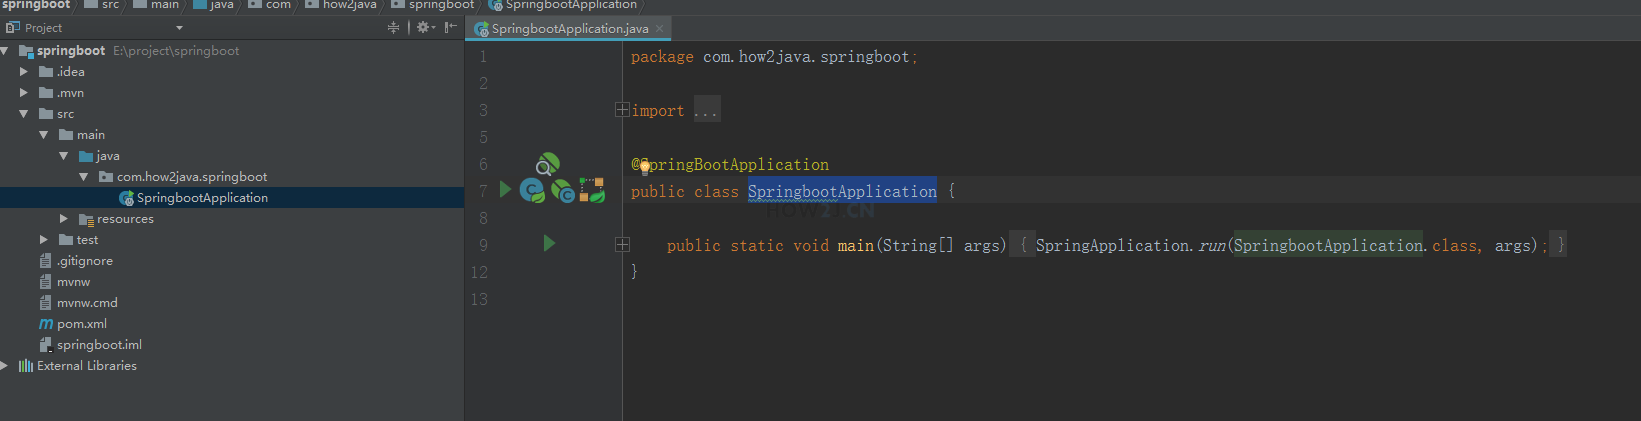 springboot src main java com how2java springboot SpringbootApplication
Project
springboot E:\project\springboot
.idea
.mvn
src
main
java
com.how2java.springboot
SpringbootApplication
resources
test
.gitignore
mvnw
mvnw.cmd
pom.xml
springboot.iml
External Libraries
SpringbootApplication.java
1 package com.how2java.springboot;
2
3 import ...
5
6 @SpringBootApplication
7 public class SpringbootApplication {
HOW2J.CN
8
9 public static void main(String[] args) { SpringApplication.run(SpringbootApplication.class, args); }
12 }
13